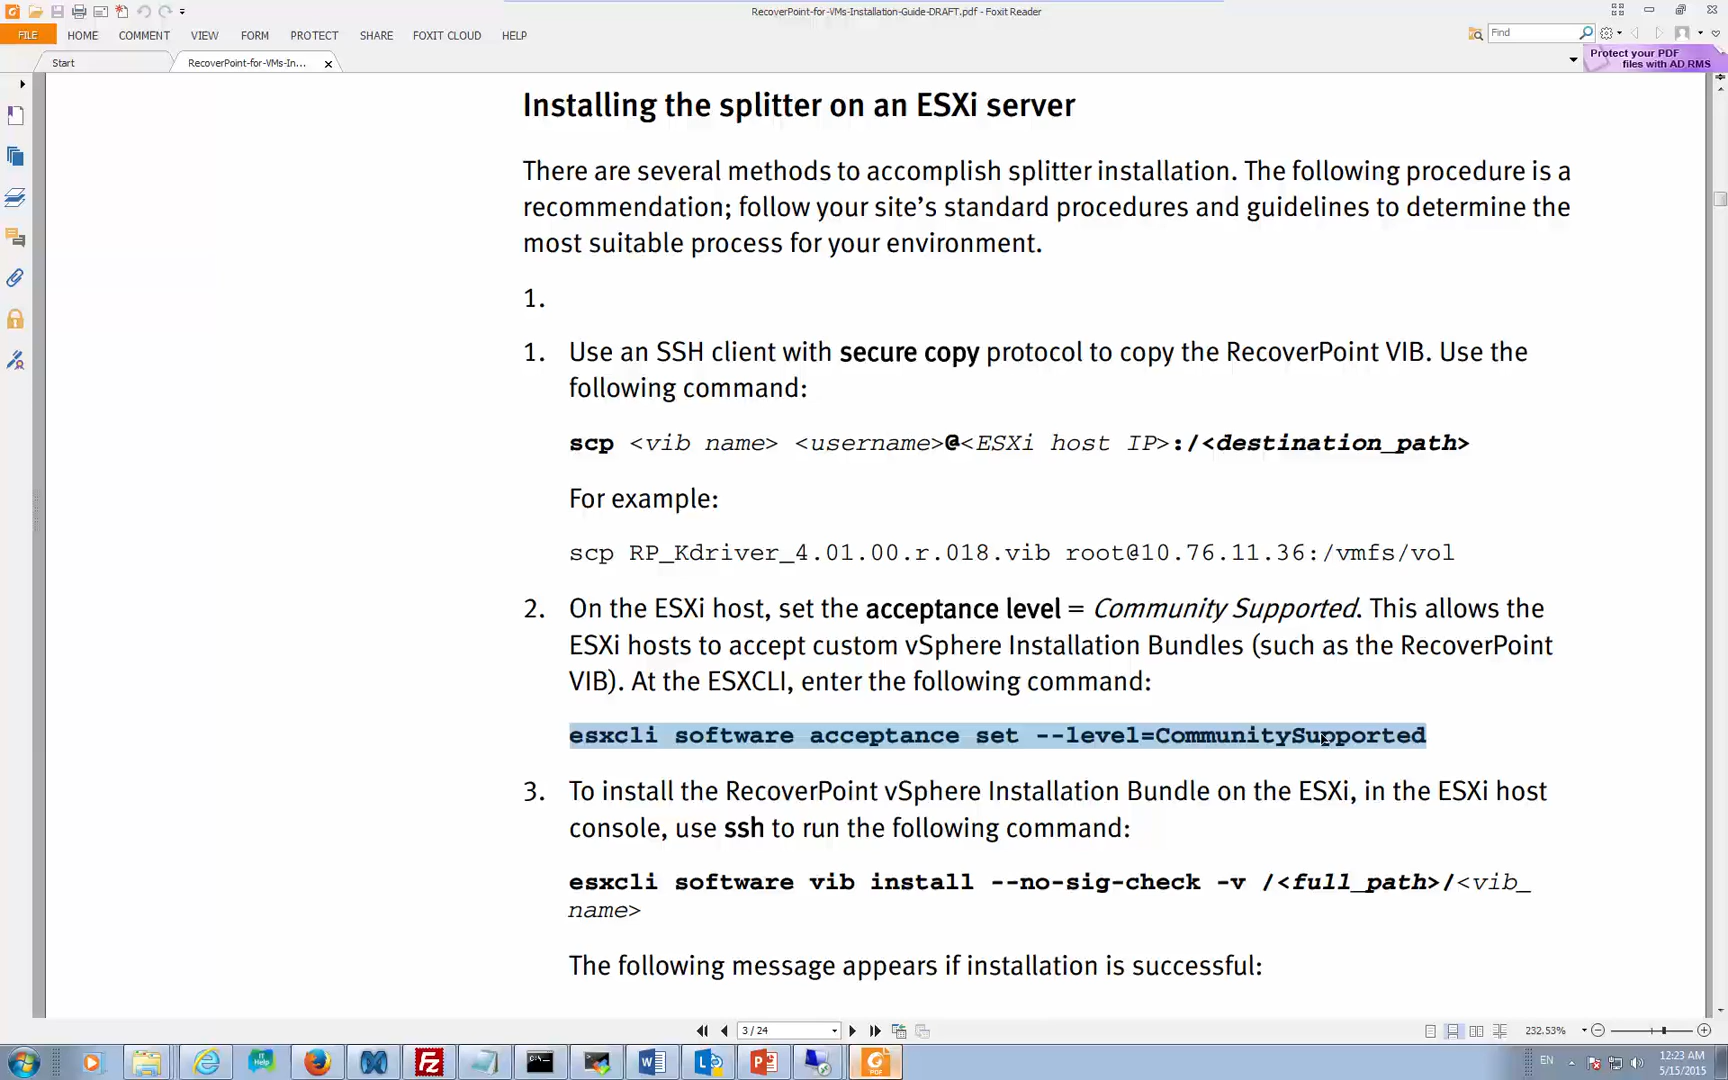 RecoverPoint-for-VMs-Installation-Guide-DRAFT.pdf - Foxit Reader
FILE HOME COMMENT VIEW FORM PROTECT SHARE FOXIT CLOUD HELP
Find
Start RecoverPoint-for-VMs-In...
Protect your PDF
files with AD RMS
Installing the splitter on an ESXi server
There are several methods to accomplish splitter installation. The following procedure is a
recommendation; follow your site’s standard procedures and guidelines to determine the
most suitable process for your environment.
1.
1. Use an SSH client with secure copy protocol to copy the RecoverPoint VIB. Use the
following command:
scp <vib name> <username>@<ESXi host IP>:/<destination_path>
For example:
scp RP_Kdriver_4.01.00.r.018.vib root@10.76.11.36:/vmfs/vol
2. On the ESXi host, set the acceptance level = Community Supported. This allows the
ESXi hosts to accept custom vSphere Installation Bundles (such as the RecoverPoint
VIB). At the ESXCLI, enter the following command:
esxcli software acceptance set --level=CommunitySupported
3. To install the RecoverPoint vSphere Installation Bundle on the ESXi, in the ESXi host
console, use ssh to run the following command:
esxcli software vib install --no-sig-check -v /<full_path>/<vib_
name>
The following message appears if installation is successful:
3 / 24
232.53%
EN
12:23 AM
5/15/2015